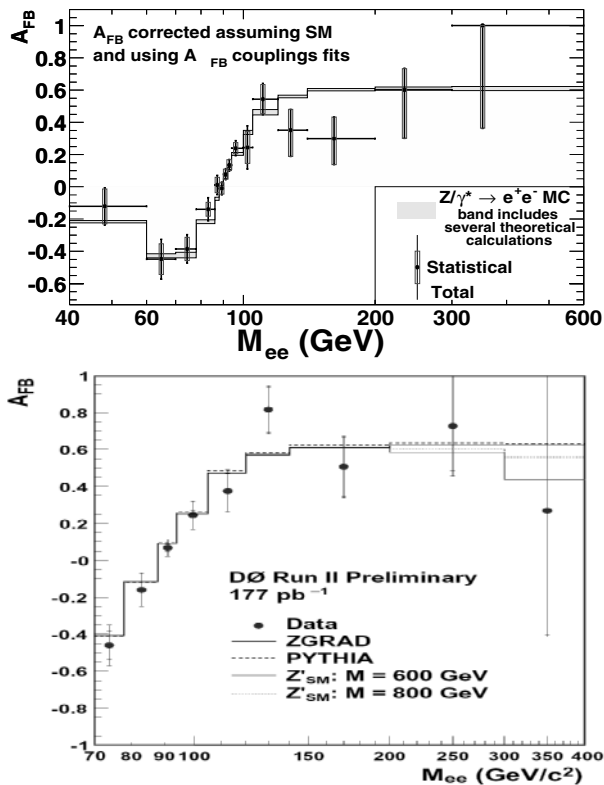 A_FB
A_FB corrected assuming SM
and using A_FB couplings fits
1
0.8
0.6
0.4
0.2
0
-0.2
-0.4
-0.6
Z/γ* → e⁺e⁻ MC
band includes
several theoretical
calculations
Statistical
Total
40 100 200 300 600
M_ee (GeV)
A_FB
1
0.8
0.6
0.4
0.2
-0
-0.2
-0.4
-0.6
-0.8
-1
DØ Run II Preliminary
177 pb⁻¹
Data
ZGRAD
PYTHIA
Z'_SM: M = 600 GeV
Z'_SM: M = 800 GeV
70 80 90 100 150 200 250 300 350 400
M_ee (GeV/c²)